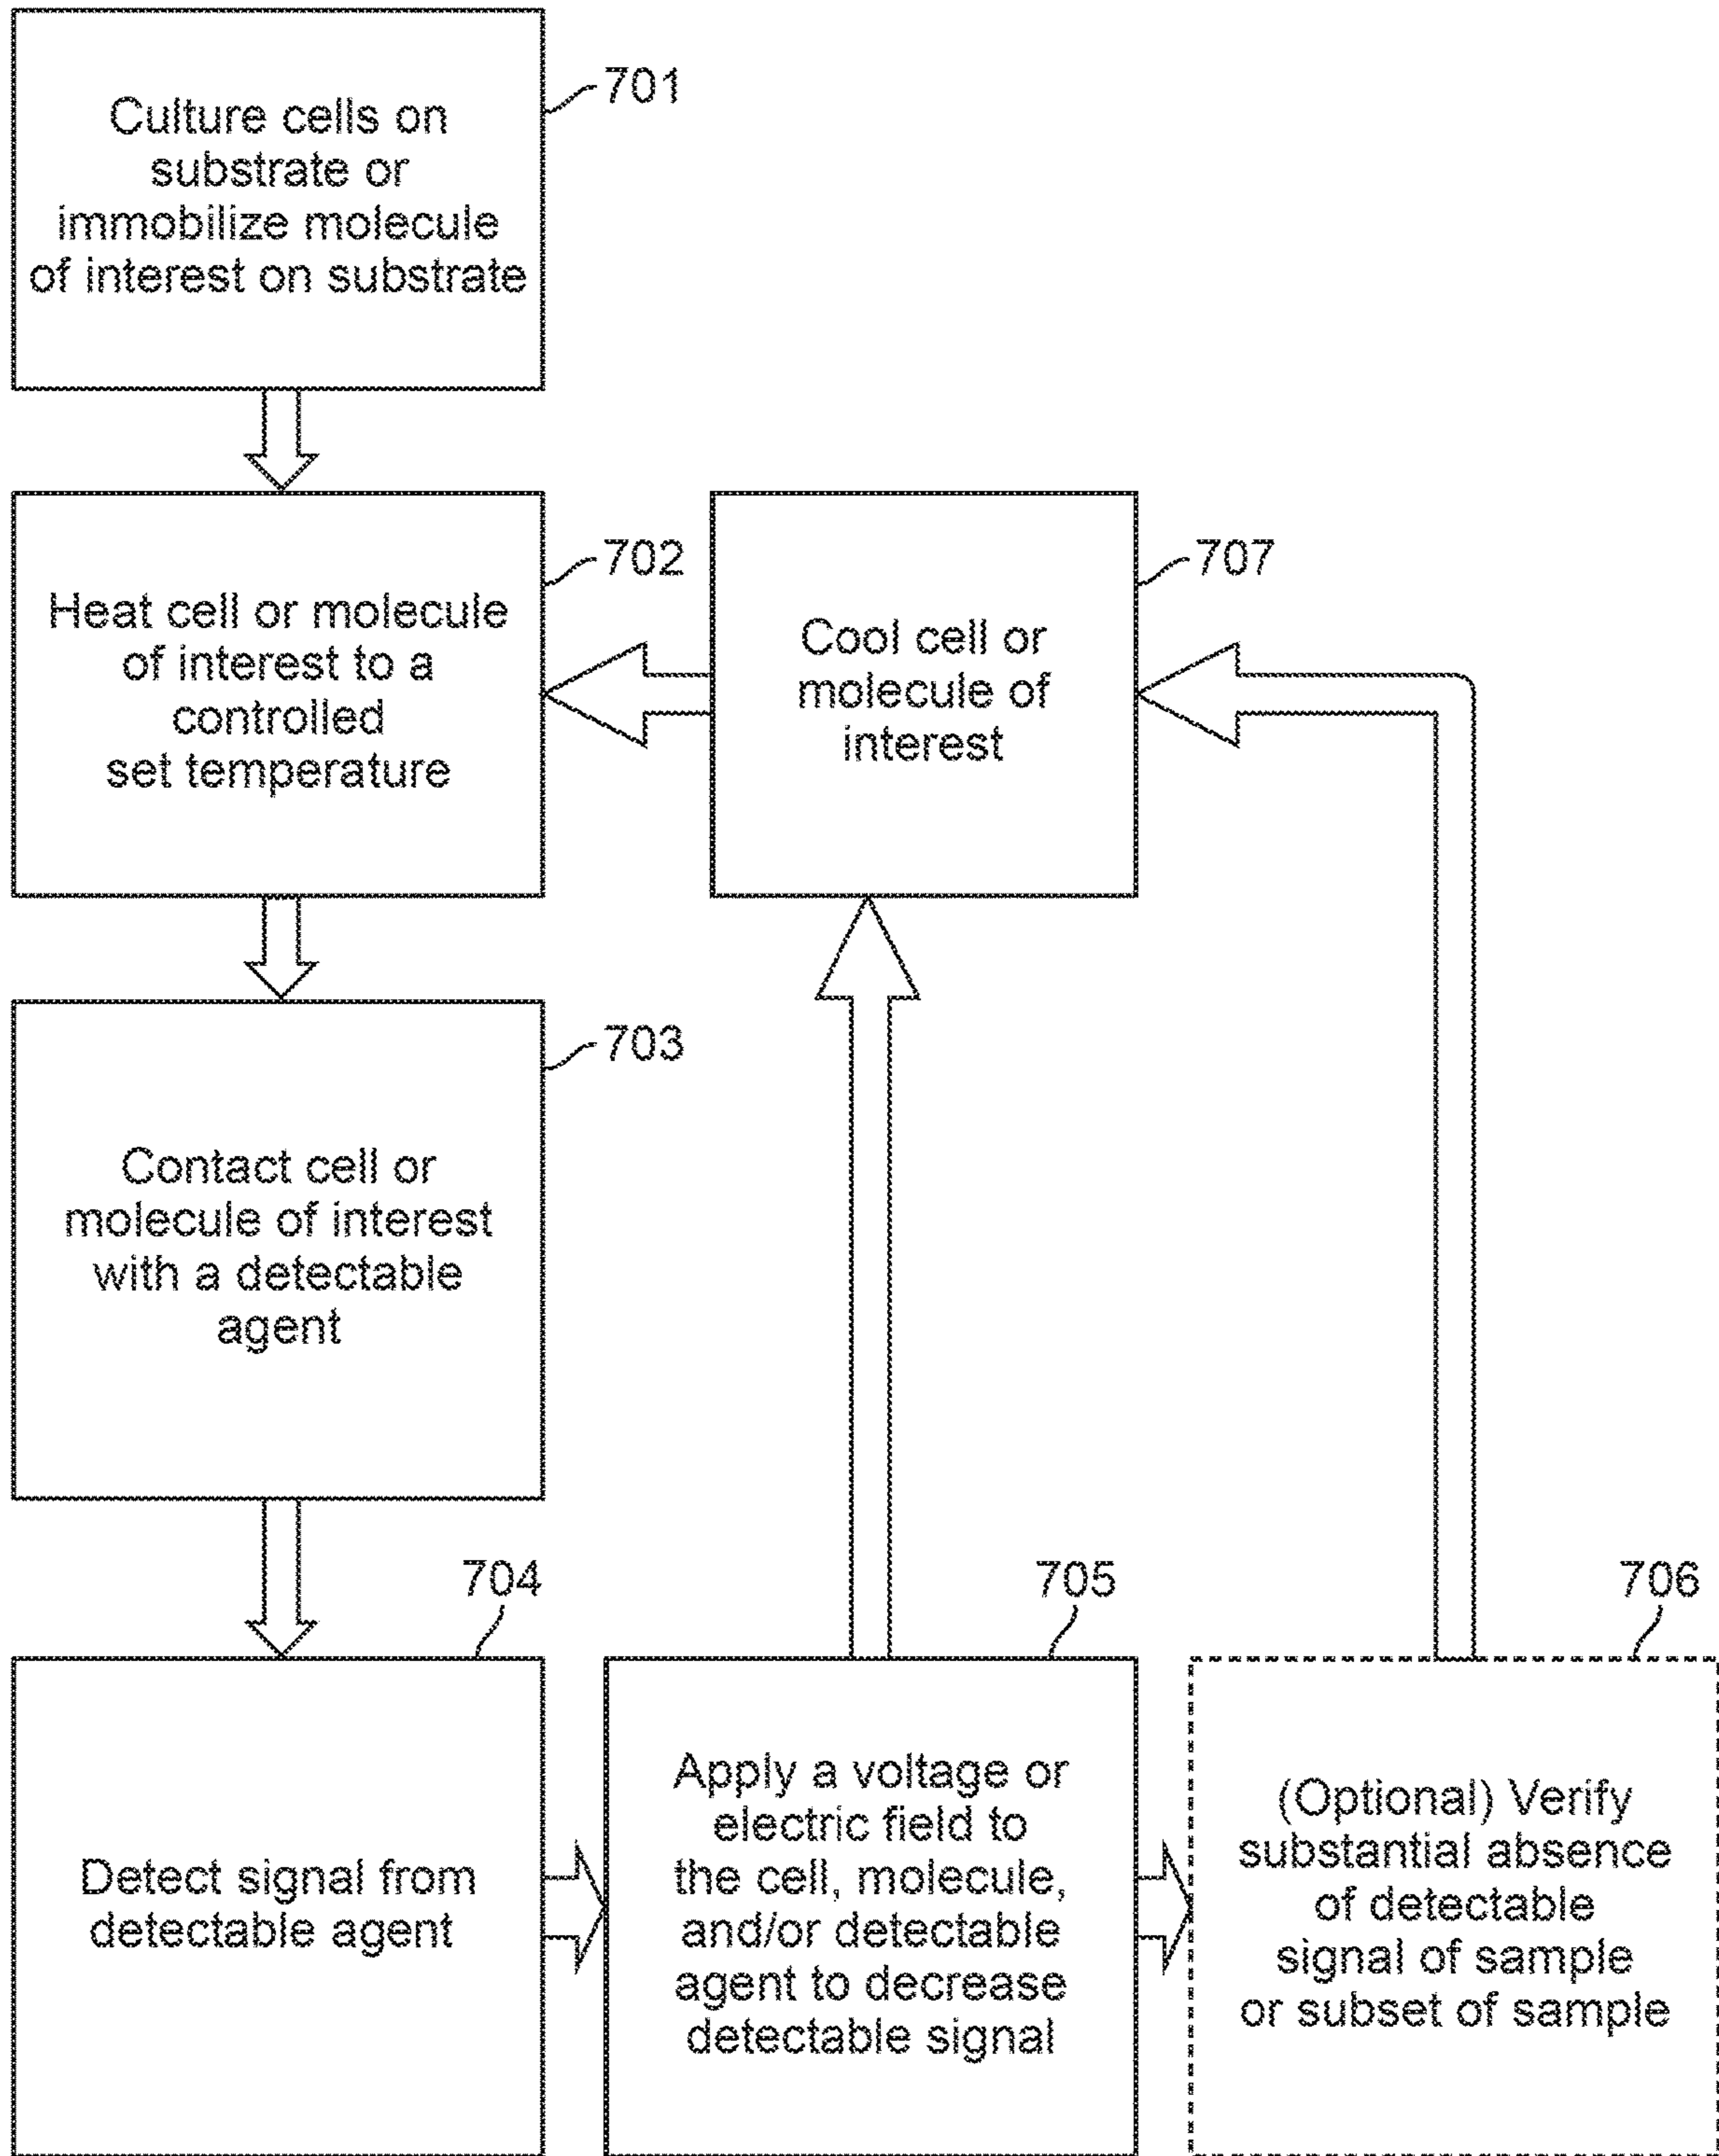 Culture cells on
substrate or
immobilize molecule
of interest on substrate
701
Heat cell or molecule
of interest to a
controlled
set temperature
702
Cool cell or
molecule of
interest
707
Contact cell or
molecule of interest
with a detectable
agent
703
704
Detect signal from
detectable agent
705
Apply a voltage or
electric field to
the cell, molecule,
and/or detectable
agent to decrease
detectable signal
706
(Optional) Verify
substantial absence
of detectable
signal of sample
or subset of sample